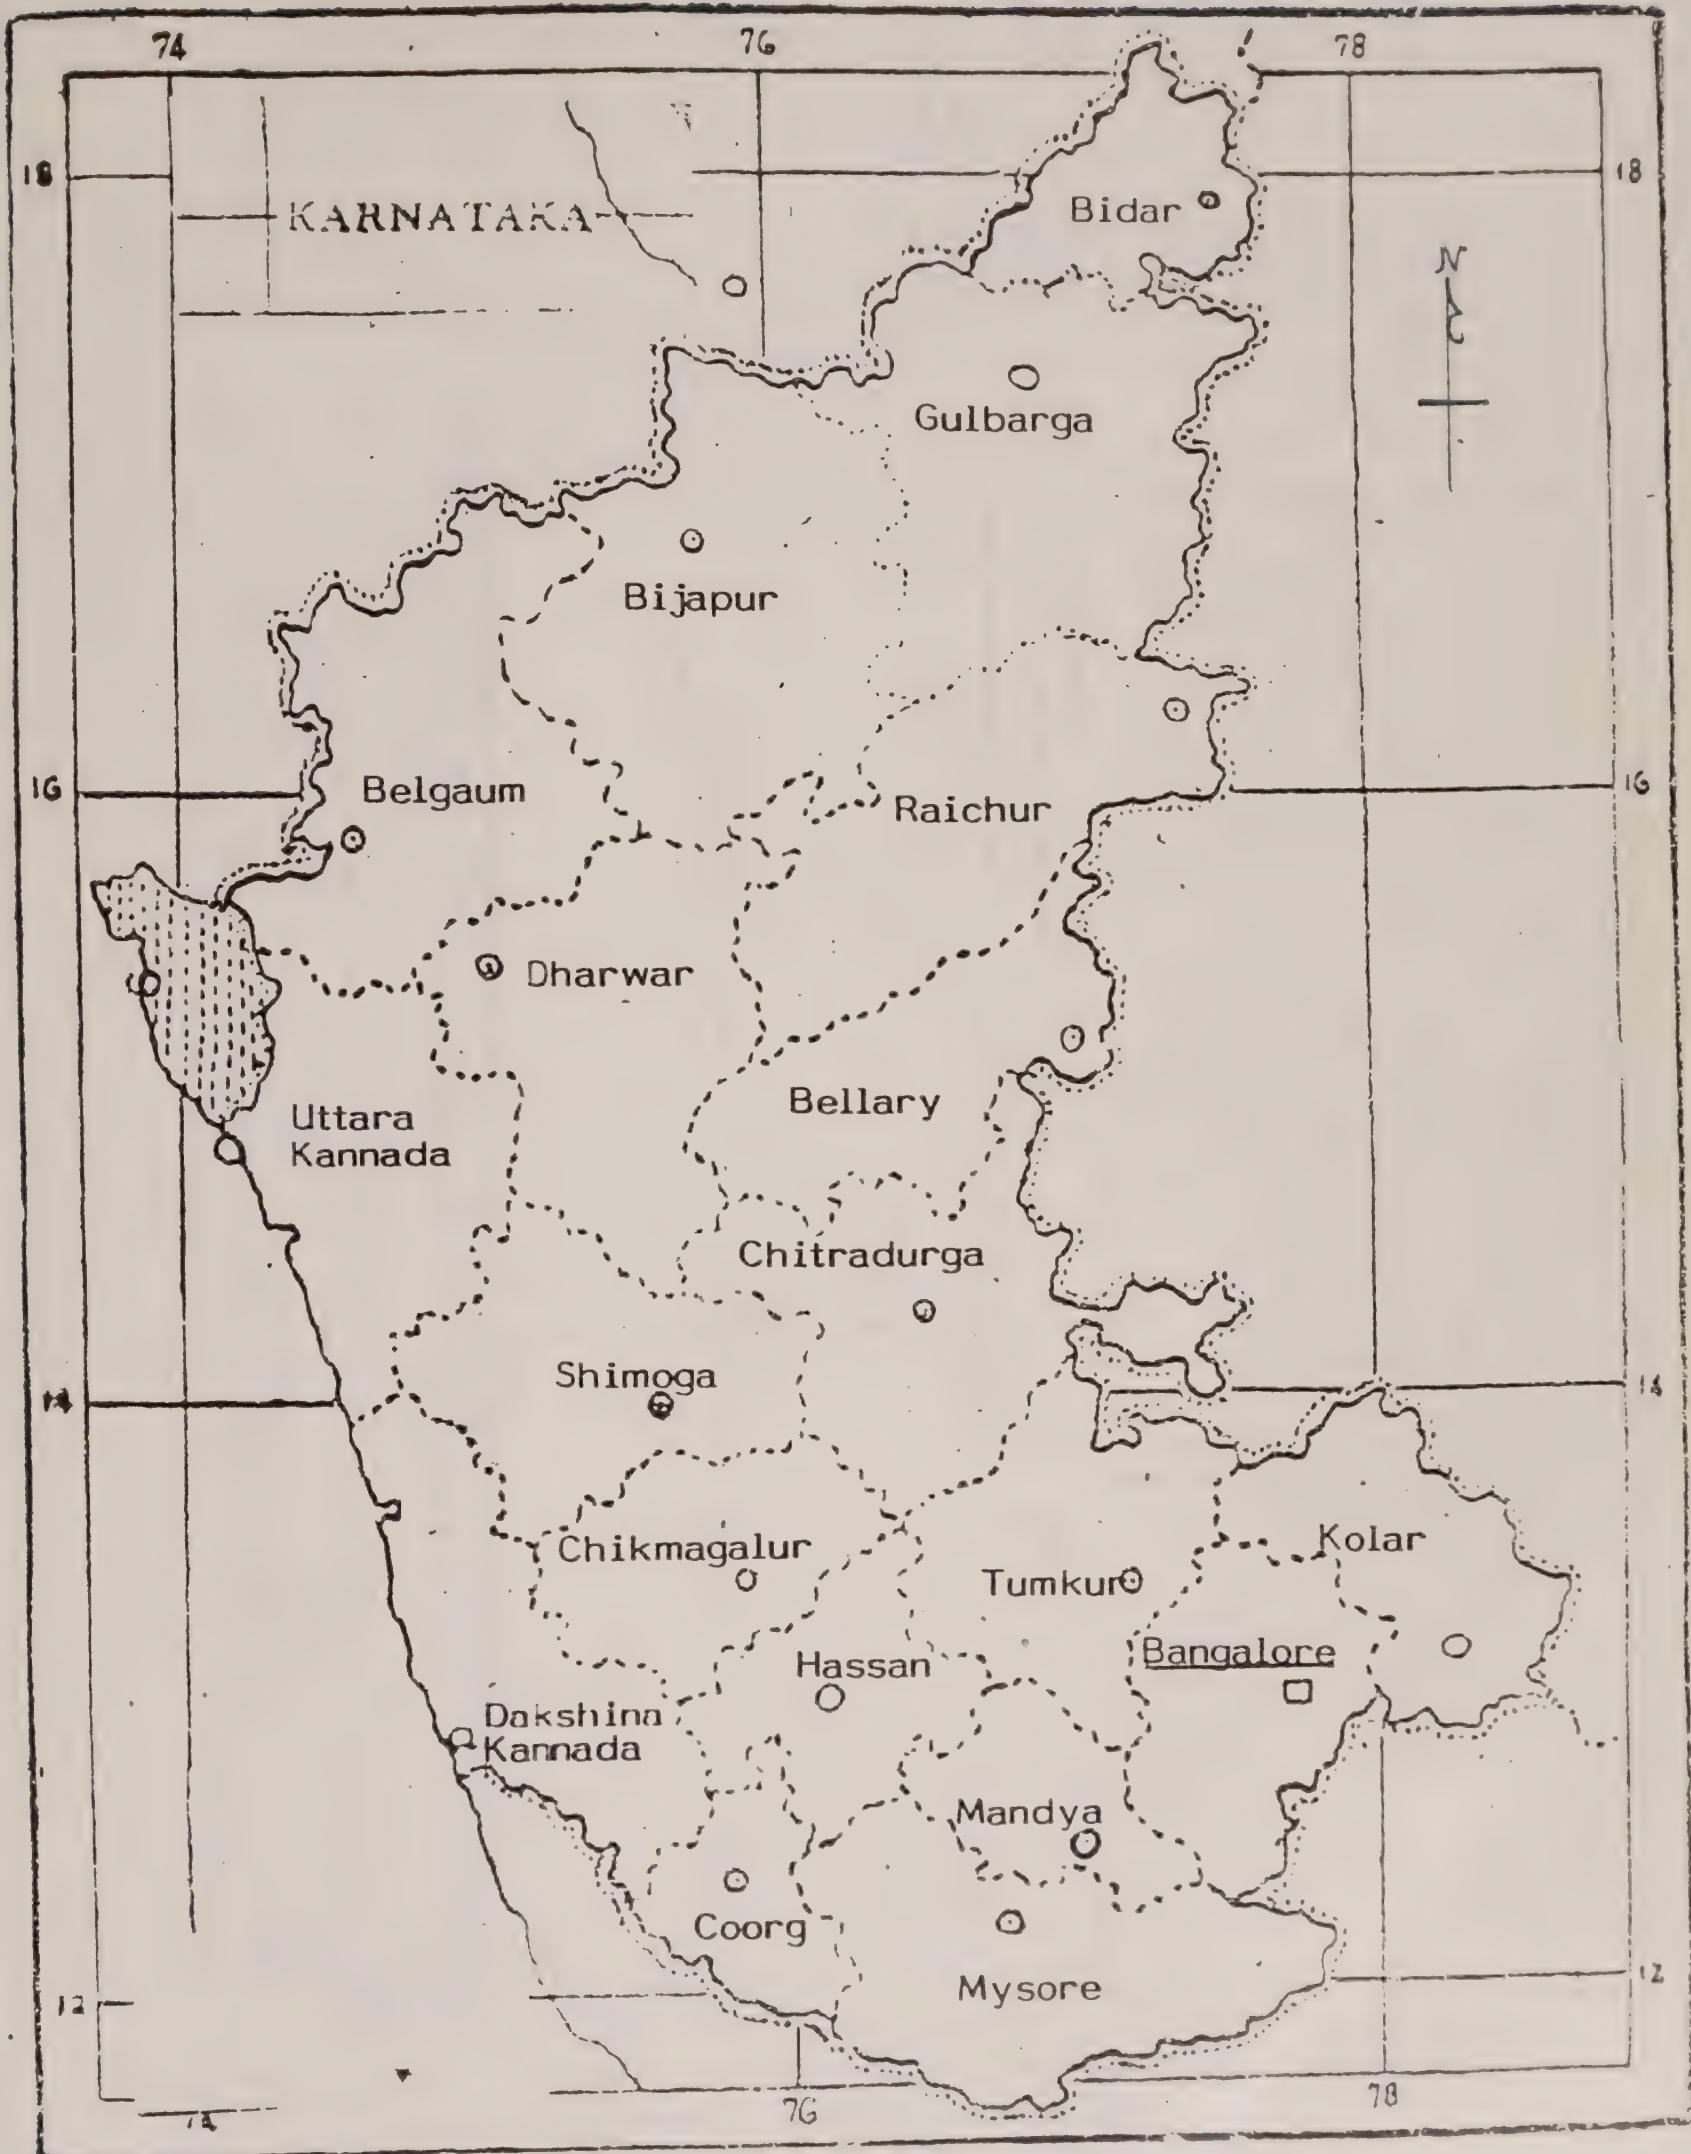 74 76 78
18 18
KARNATAKA
Bidar
N
Gulbarga
Bijapur
16 16
Belgaum
Raichur
Dharwar
Bellary
Uttara
Kannada
Chitradurga
Shimoga
14 14
Chikmagalur
Kolar
Tumkur
Bangalore
Hassan
Dakshina
Kannada
Mandya
Coorg
Mysore
12 12
76 78